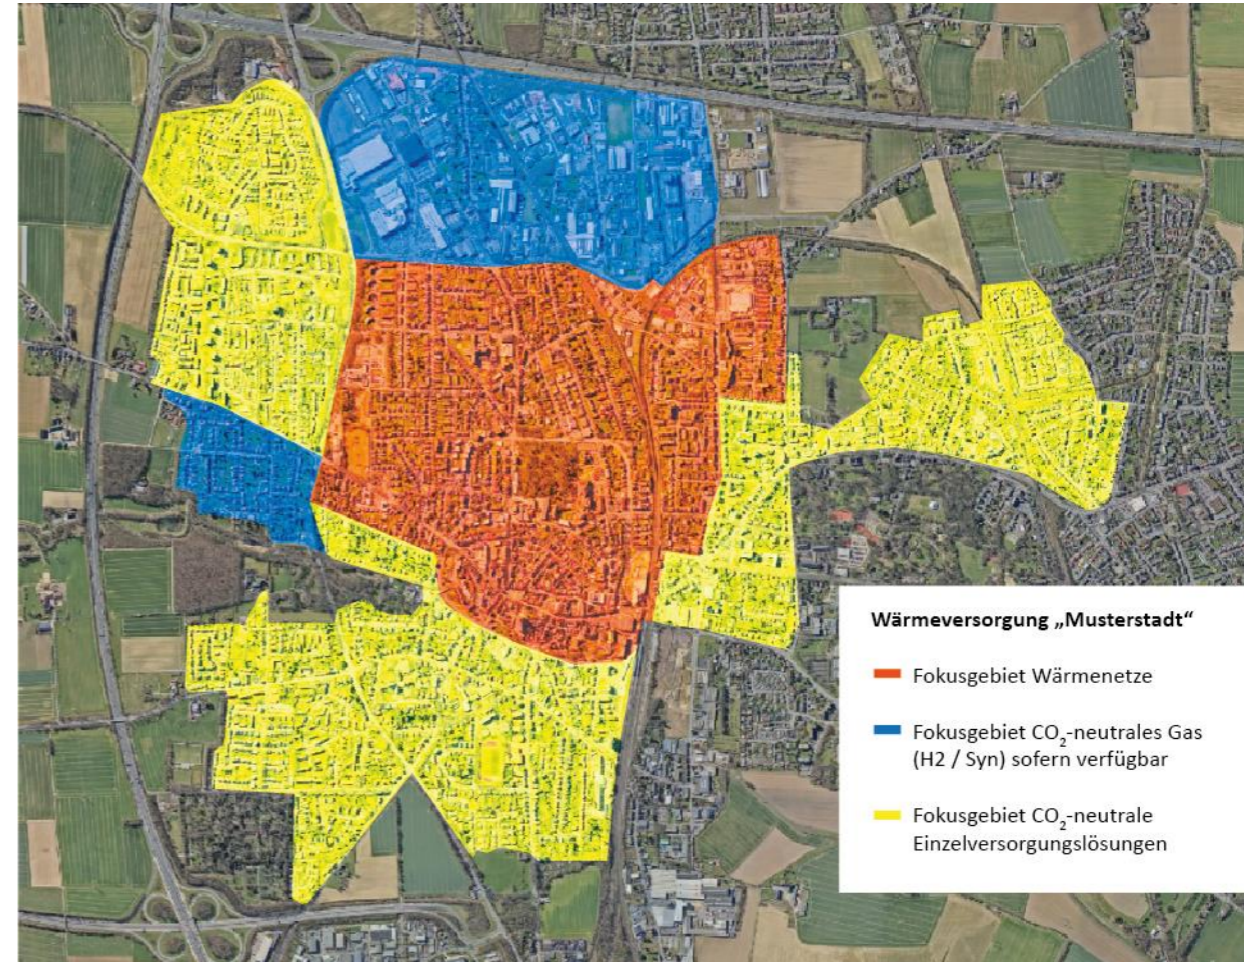 Wärmeversorgung „Musterstadt“
Fokusgebiet Wärmenetze
Fokusgebiet CO₂-neutrales Gas
(H2 / Syn) sofern verfügbar
Fokusgebiet CO₂-neutrale
Einzelversorgungslösungen